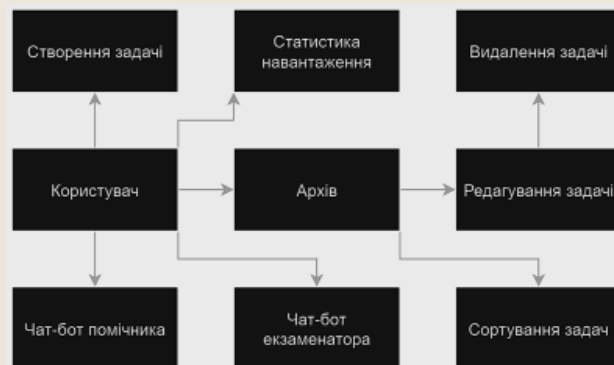 Створення задачі
Статистика
навантаження
Видалення задачі
Користувач
Архів
Редагування задачі
Чат-бот помічника
Чат-бот
екзаменатора
Сортування задач